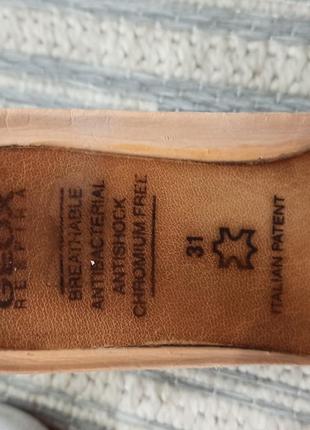 GEOX
RESPIRA
BREATHABLE
ANTIBACTERIAL
ANTISHOCK
CHROMIUM FREE
31
ITALIAN PATENT